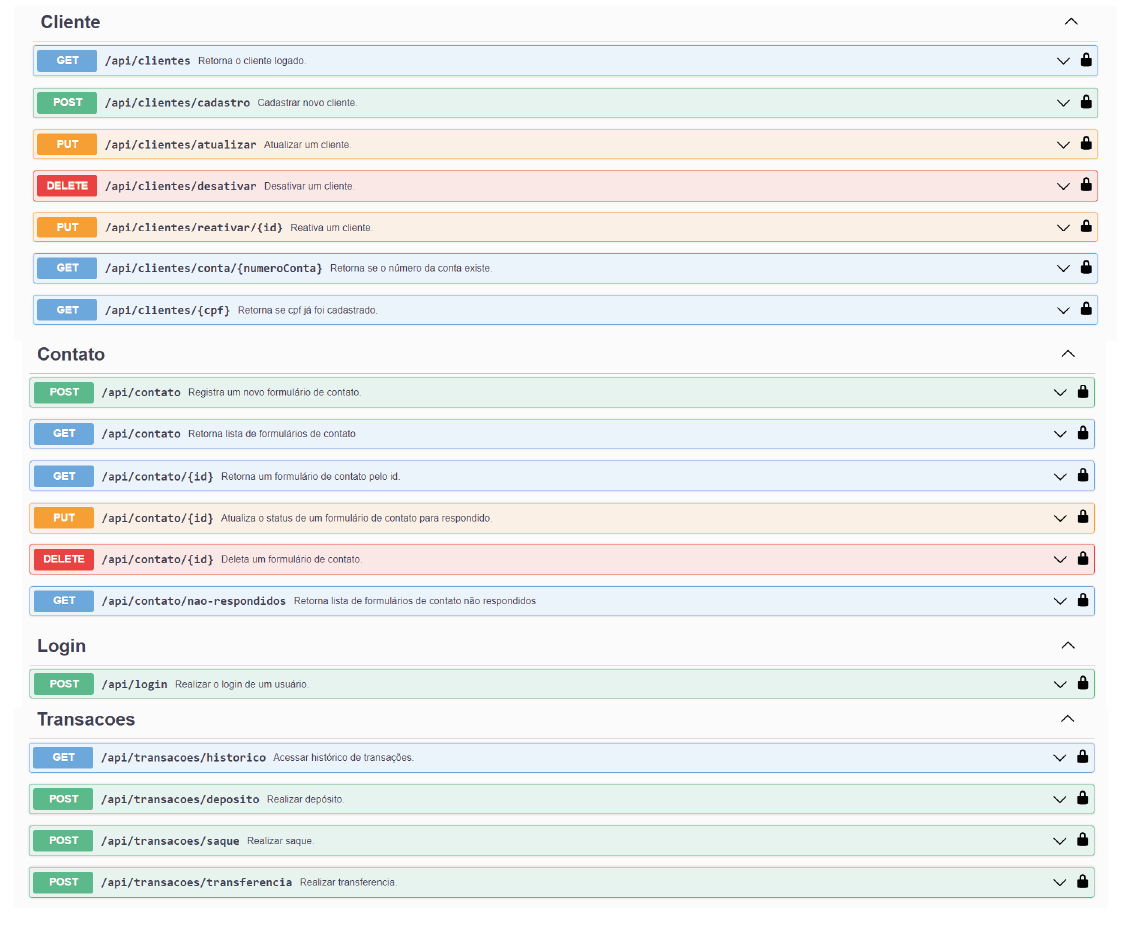 Cliente
GET /api/clientes Retorna o cliente logado.
POST /api/clientes/cadastro Cadastrar novo cliente.
PUT /api/clientes/atualizar Atualizar um cliente.
DELETE /api/clientes/desativar Desativar um cliente.
PUT /api/clientes/reativar/{id} Reativa um cliente.
GET /api/clientes/conta/{numeroConta} Retorna se o número da conta existe.
GET /api/clientes/{cpf} Retorna se cpf já foi cadastrado.
Contato
POST /api/contato Registra um novo formulário de contato.
GET /api/contato Retorna lista de formulários de contato
GET /api/contato/{id} Retorna um formulário de contato pelo id.
PUT /api/contato/{id} Atualiza o status de um formulário de contato para respondido.
DELETE /api/contato/{id} Deleta um formulário de contato.
GET /api/contato/nao-respondidos Retorna lista de formulários de contato não respondidos
Login
POST /api/login Realizar o login de um usuário.
Transacoes
GET /api/transacoes/historico Acessar histórico de transações.
POST /api/transacoes/deposito Realizar depósito.
POST /api/transacoes/saque Realizar saque.
POST /api/transacoes/transferencia Realizar transferencia.